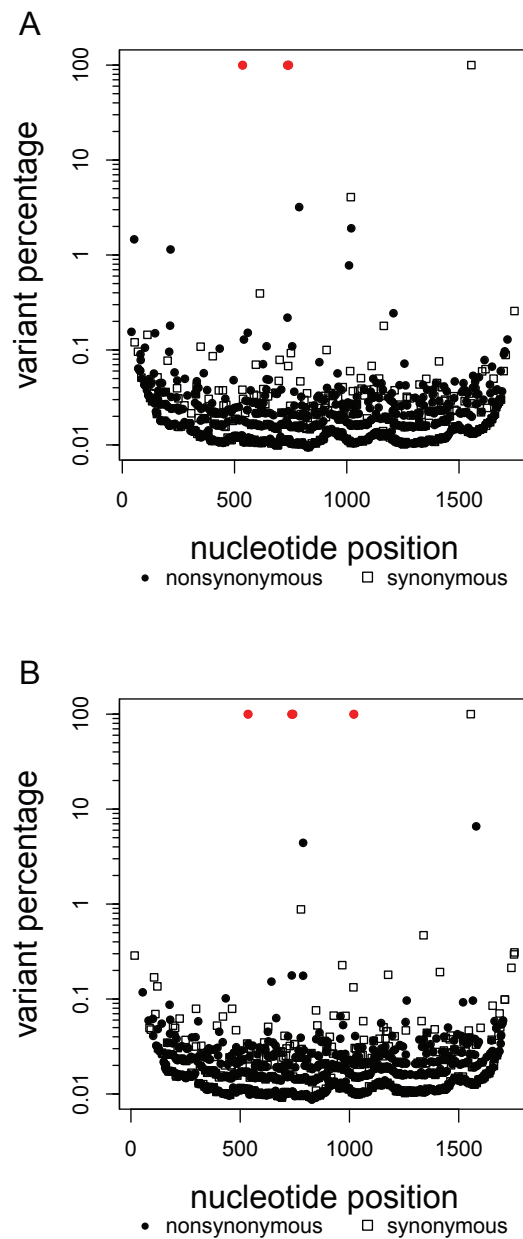 A
100
10
1
0.1
0.01
variant percentage
0 500 1000 1500
nucleotide position
● nonsynonymous □ synonymous
B
100
10
1
0.1
0.01
variant percentage
0 500 1000 1500
nucleotide position
● nonsynonymous □ synonymous